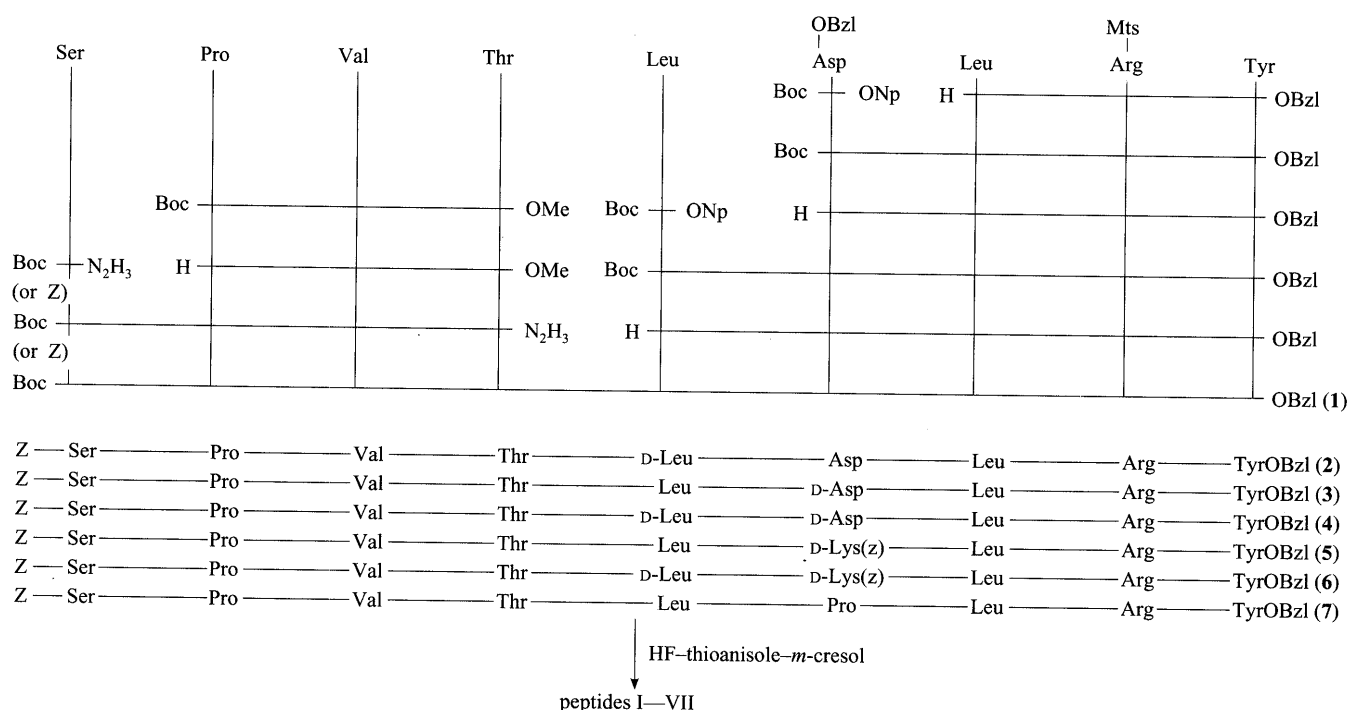 OBzl Mts
Ser Pro Val Thr Leu Asp Leu Arg Tyr
Boc ONp H OBzl
Boc OBzl
Boc OMe Boc ONp H OBzl
Boc N₂H₃ H OMe Boc OBzl
(or Z)
Boc N₂H₃ H OBzl
(or Z)
Boc OBzl (1)
Z—Ser—Pro—Val—Thr—D-Leu—Asp—Leu—Arg—TyrOBzl (2)
Z—Ser—Pro—Val—Thr—Leu—D-Asp—Leu—Arg—TyrOBzl (3)
Z—Ser—Pro—Val—Thr—D-Leu—D-Asp—Leu—Arg—TyrOBzl (4)
Z—Ser—Pro—Val—Thr—Leu—D-Lys(z)—Leu—Arg—TyrOBzl (5)
Z—Ser—Pro—Val—Thr—D-Leu—D-Lys(z)—Leu—Arg—TyrOBzl (6)
Z—Ser—Pro—Val—Thr—Leu—Pro—Leu—Arg—TyrOBzl (7)
HF–thioanisole–m-cresol
peptides I—VII